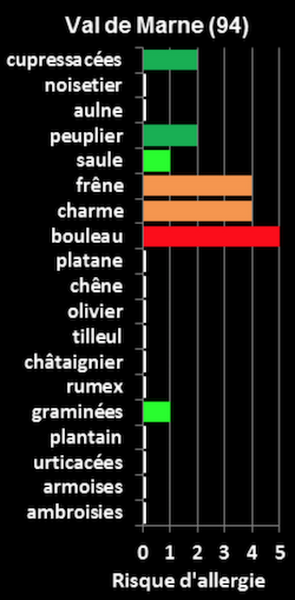 Val de Marne (94)
cupressacées
noisetier
aulne
peuplier
saule
frêne
charme
bouleau
platane
chêne
olivier
tilleul
châtaignier
rumex
graminées
plantain
urticacées
armoises
ambroisies
0 1 2 3 4 5
Risque d'allergie